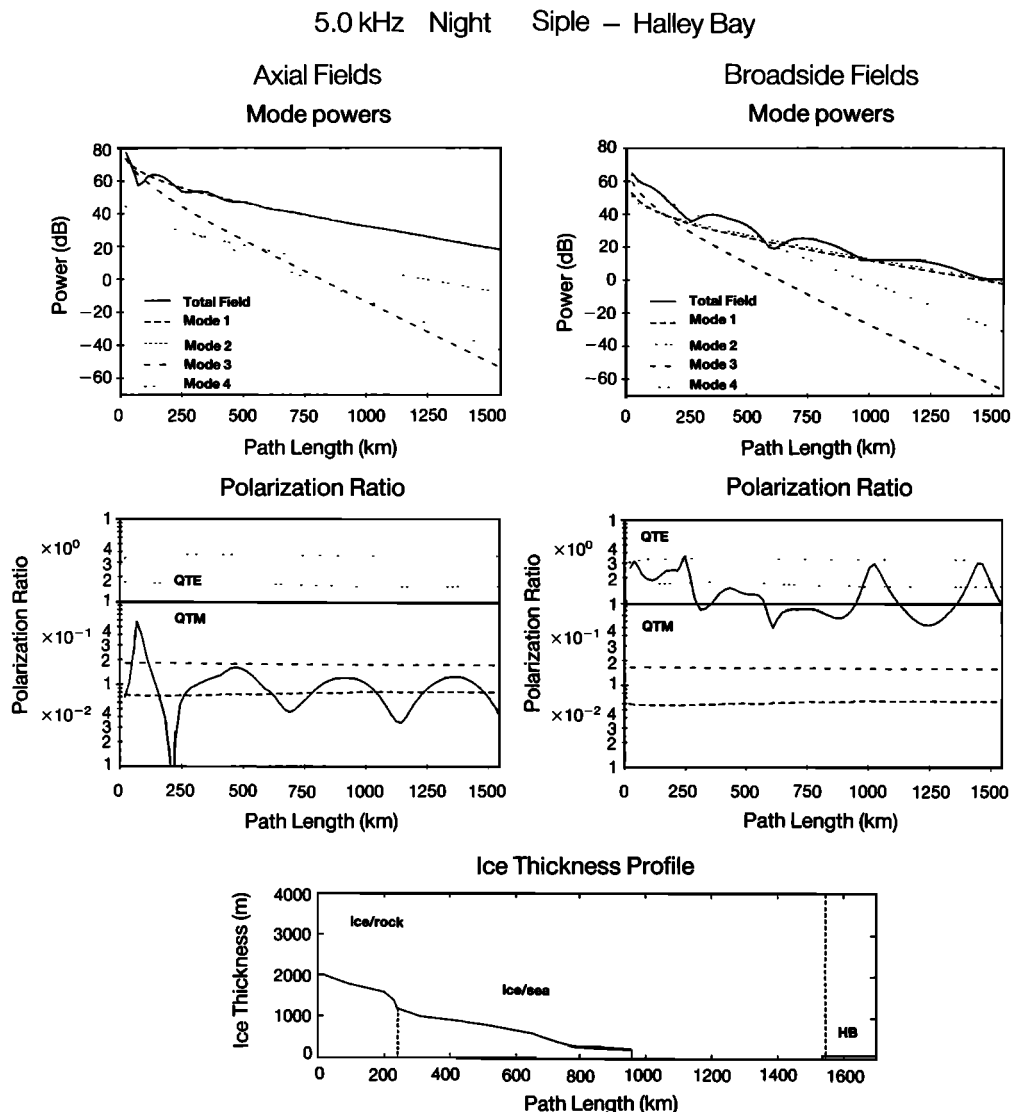 5.0 kHz Night Siple – Halley Bay
Axial Fields
Mode powers
80
60
40
20
0
−20
−40
−60
Power (dB)
Total Field
Mode 1
Mode 2
Mode 3
Mode 4
0 250 500 750 1000 1250 1500
Path Length (km)
Broadside Fields
Mode powers
80
60
40
20
0
−20
−40
−60
Power (dB)
Total Field
Mode 1
Mode 2
Mode 3
Mode 4
0 250 500 750 1000 1250 1500
Path Length (km)
Polarization Ratio
Polarization Ratio
1
×10⁰ 4
2
1
4
×10⁻¹
2
1
4
×10⁻²
2
1
QTE
QTM
0 250 500 750 1000 1250 1500
Path Length (km)
Polarization Ratio
Polarization Ratio
1
×10⁰
4
3
2
1
4
×10⁻¹
2
1
4
×10⁻²
2
1
QTE
QTM
0 250 500 750 1000 1250 1500
Path Length (km)
Ice Thickness Profile
Ice Thickness (m)
4000
3000
2000
1000
0
Ice/rock
Ice/sea
HB
0 200 400 600 800 1000 1200 1400 1600
Path Length (km)